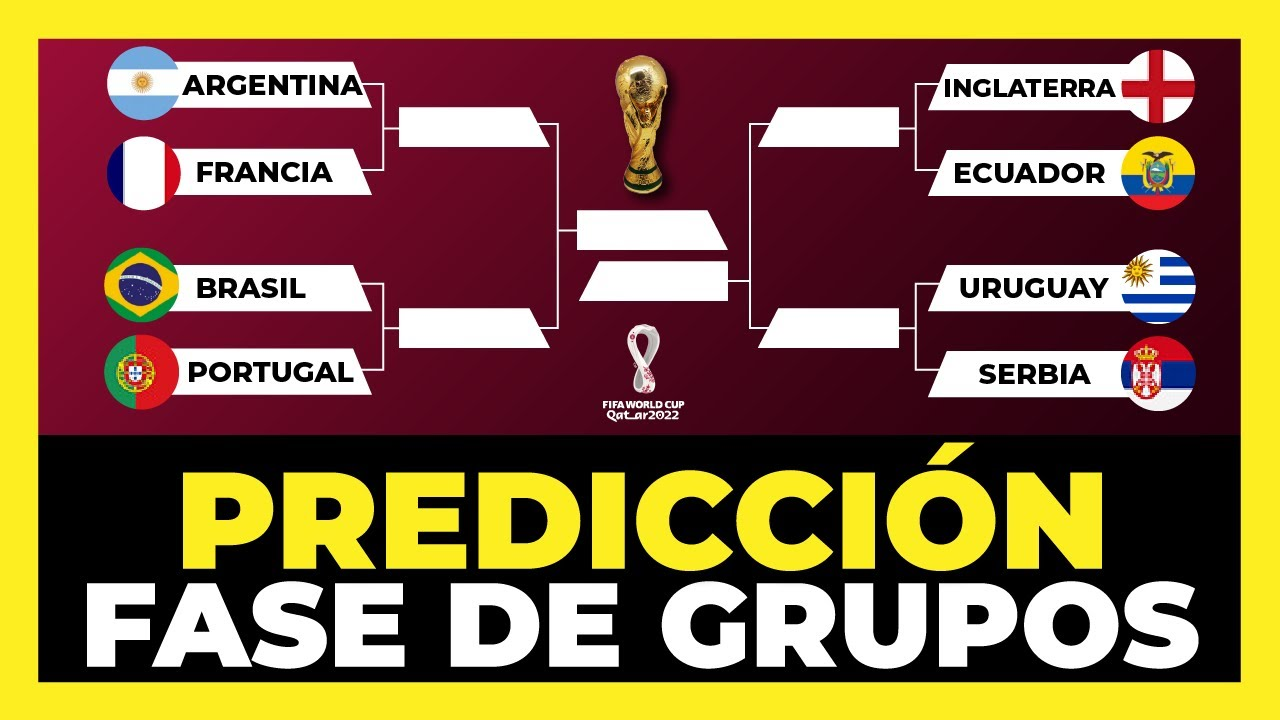 ARGENTINA
FRANCIA
BRASIL
PORTUGAL
INGLATERRA
ECUADOR
URUGUAY
SERBIA
FIFA WORLD CUP
Qatar2022
PREDICCIÓN
FASE DE GRUPOS